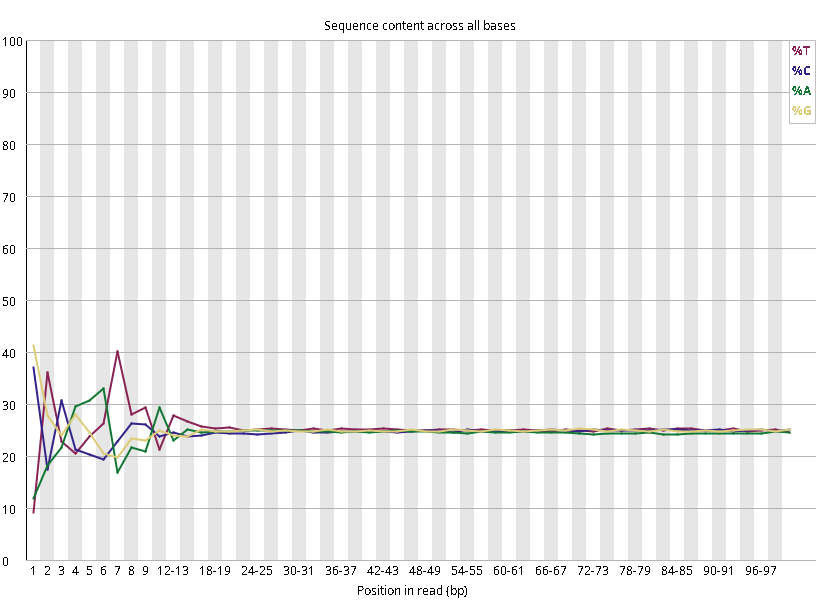 Sequence content across all bases
100
90
80
70
60
50
40
30
20
10
0
%T
%C
%A
%G
1 2 3 4 5 6 7 8 9 12-13 18-19 24-25 30-31 36-37 42-43 48-49 54-55 60-61 66-67 72-73 78-79 84-85 90-91 96-97
Position in read (bp)